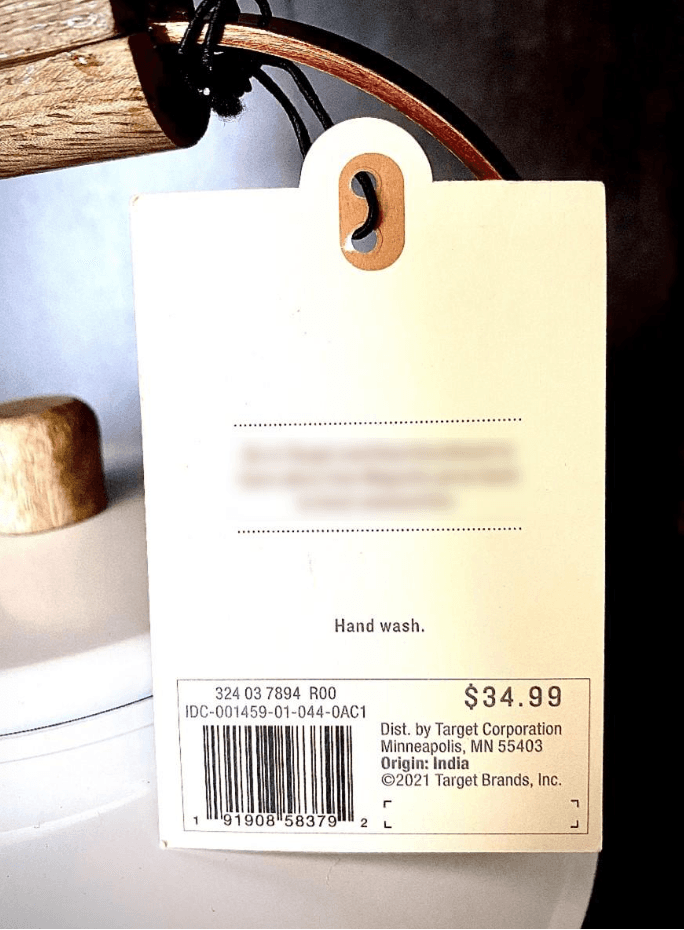 Hand wash.
324 03 7894 R00
IDC-001459-01-044-0AC1
1 91908 58379 2
$34.99
Dist. by Target Corporation
Minneapolis, MN 55403
Origin: India
©2021 Target Brands, Inc.